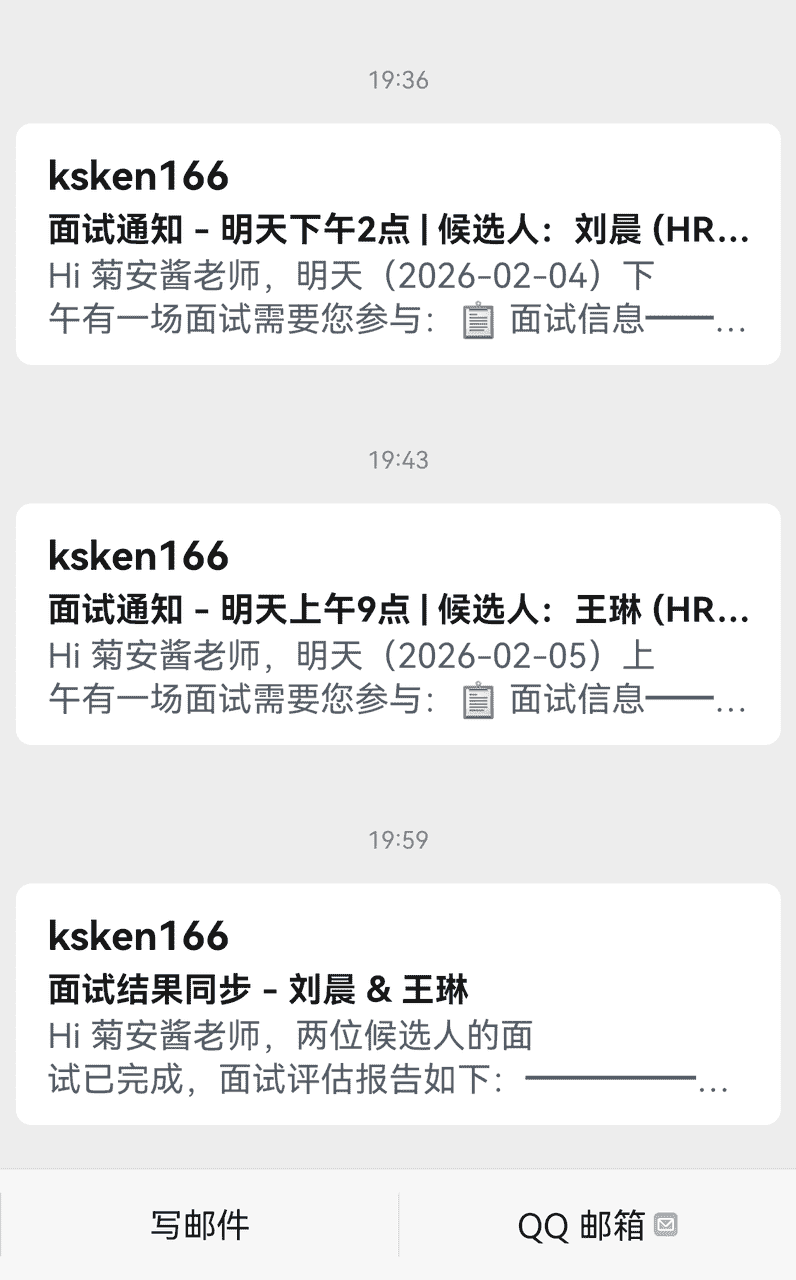 19:36
ksken166
面试通知 - 明天下午2点 | 候选人：刘晨 (HR...
Hi 菊安酱老师，明天（2026-02-04）下
午有一场面试需要您参与：📋 面试信息━━...
19:43
ksken166
面试通知 - 明天上午9点 | 候选人：王琳 (HR...
Hi 菊安酱老师，明天（2026-02-05）上
午有一场面试需要您参与：📋 面试信息━━...
19:59
ksken166
面试结果同步 - 刘晨 & 王琳
Hi 菊安酱老师，两位候选人的面
试已完成，面试评估报告如下：━━━━━...
写邮件
QQ 邮箱